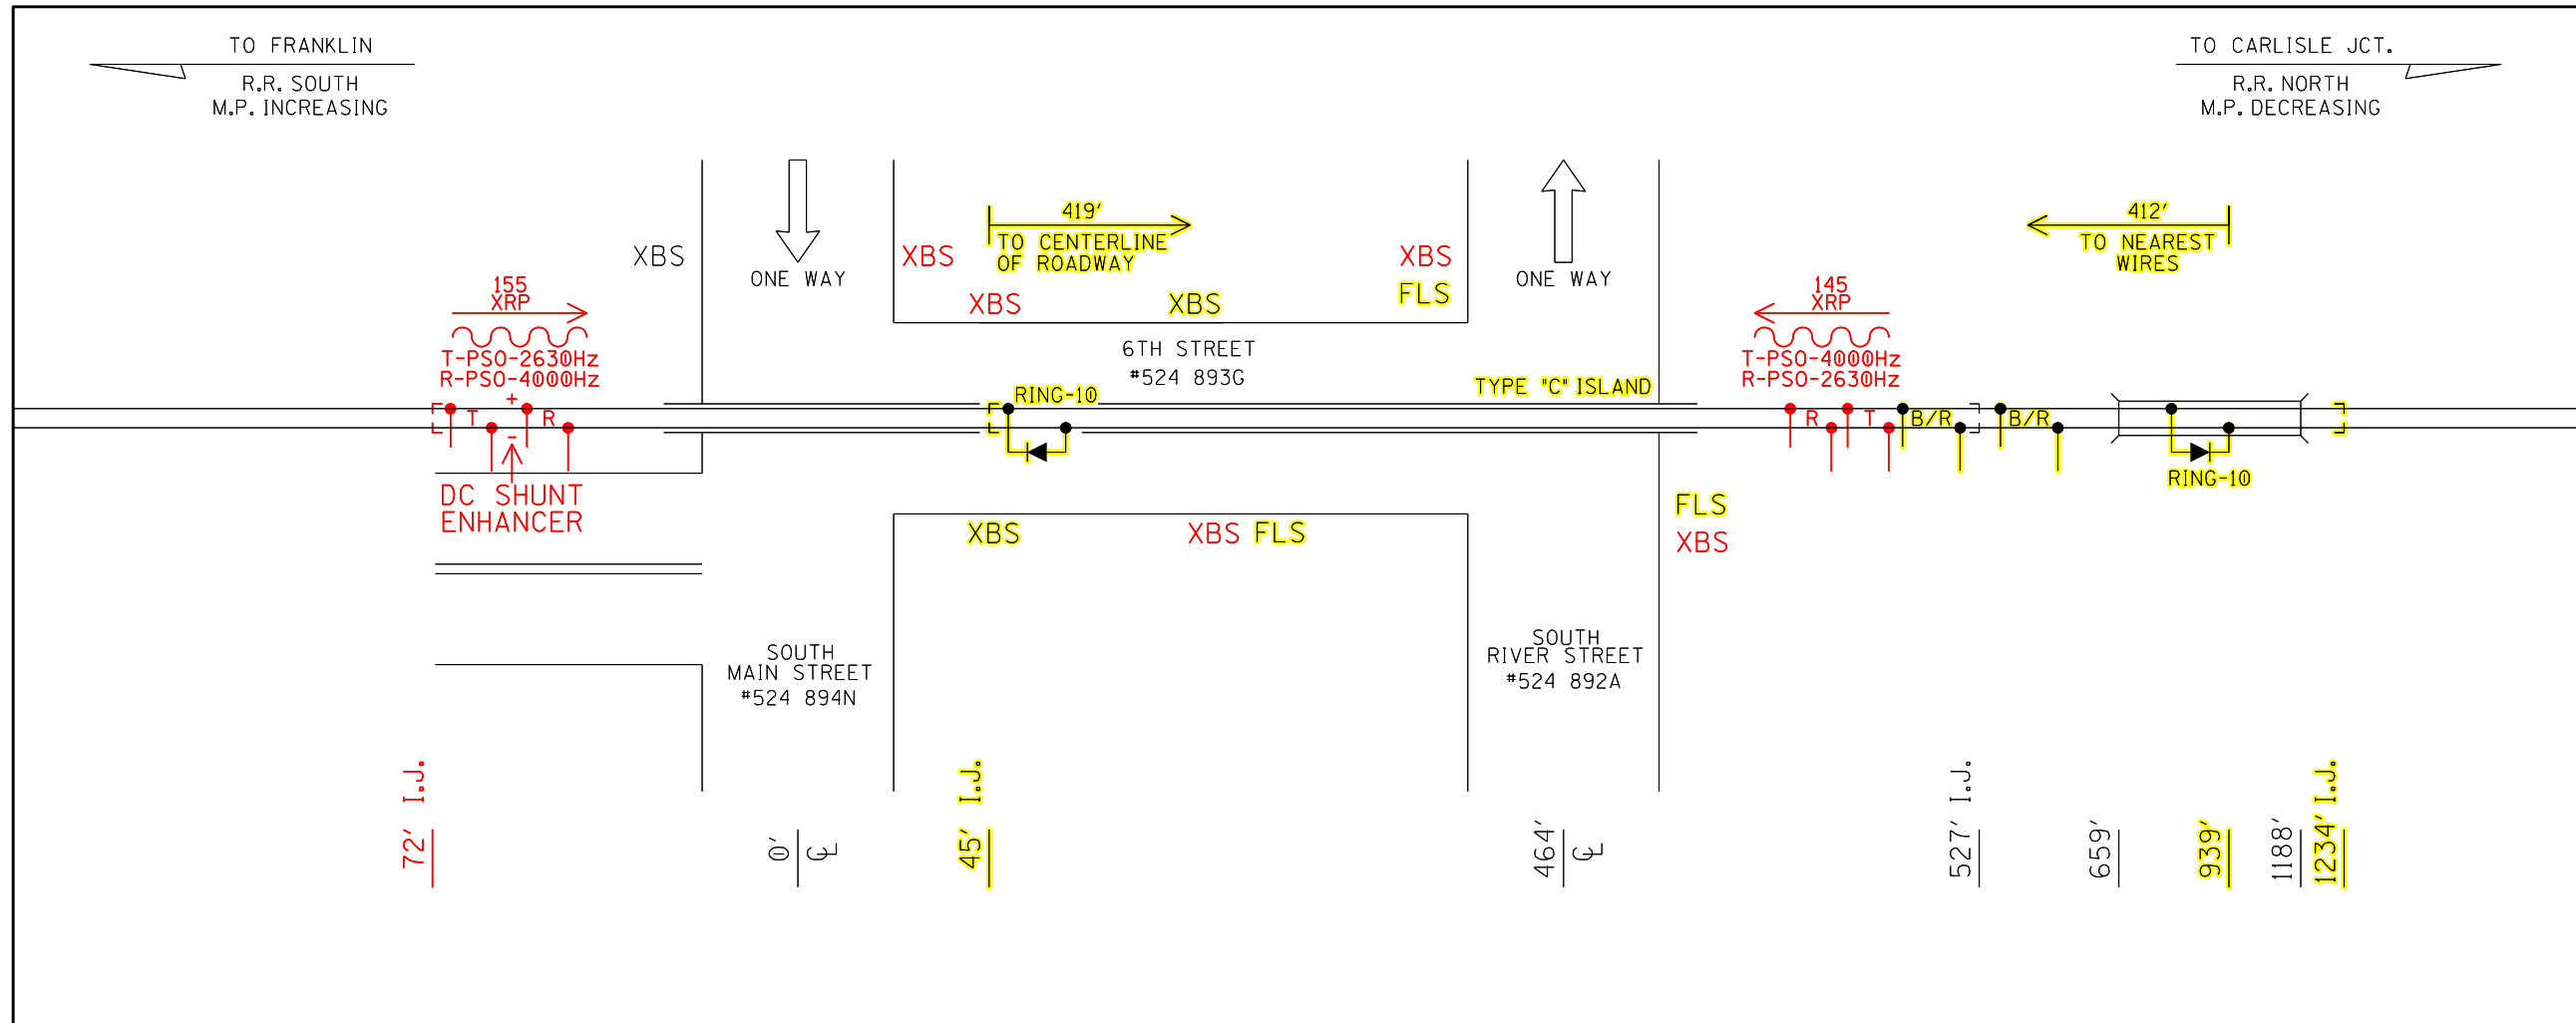 TO FRANKLIN
R.R. SOUTH
M.P. INCREASING
TO CARLISLE JCT.
R.R. NORTH
M.P. DECREASING
XBS
ONE WAY
XBS
419'
TO CENTERLINE
OF ROADWAY
XBS
XBS
XBS
FLS
ONE WAY
412'
TO NEAREST
WIRES
155
XRP
T-PSO-2630Hz
R-PSO-4000Hz
145
XRP
T-PSO-4000Hz
R-PSO-2630Hz
6TH STREET
#524 893G
RING-10
TYPE "C" ISLAND
T
+
-
R
R
T
B/R
B/R
RING-10
DC SHUNT
ENHANCER
XBS
XBS FLS
FLS
XBS
SOUTH
MAIN STREET
#524 894N
SOUTH
RIVER STREET
#524 892A
72' I.J.
0' CL
45' I.J.
464' CL
527' I.J.
659'
939'
1188'
1234' I.J.